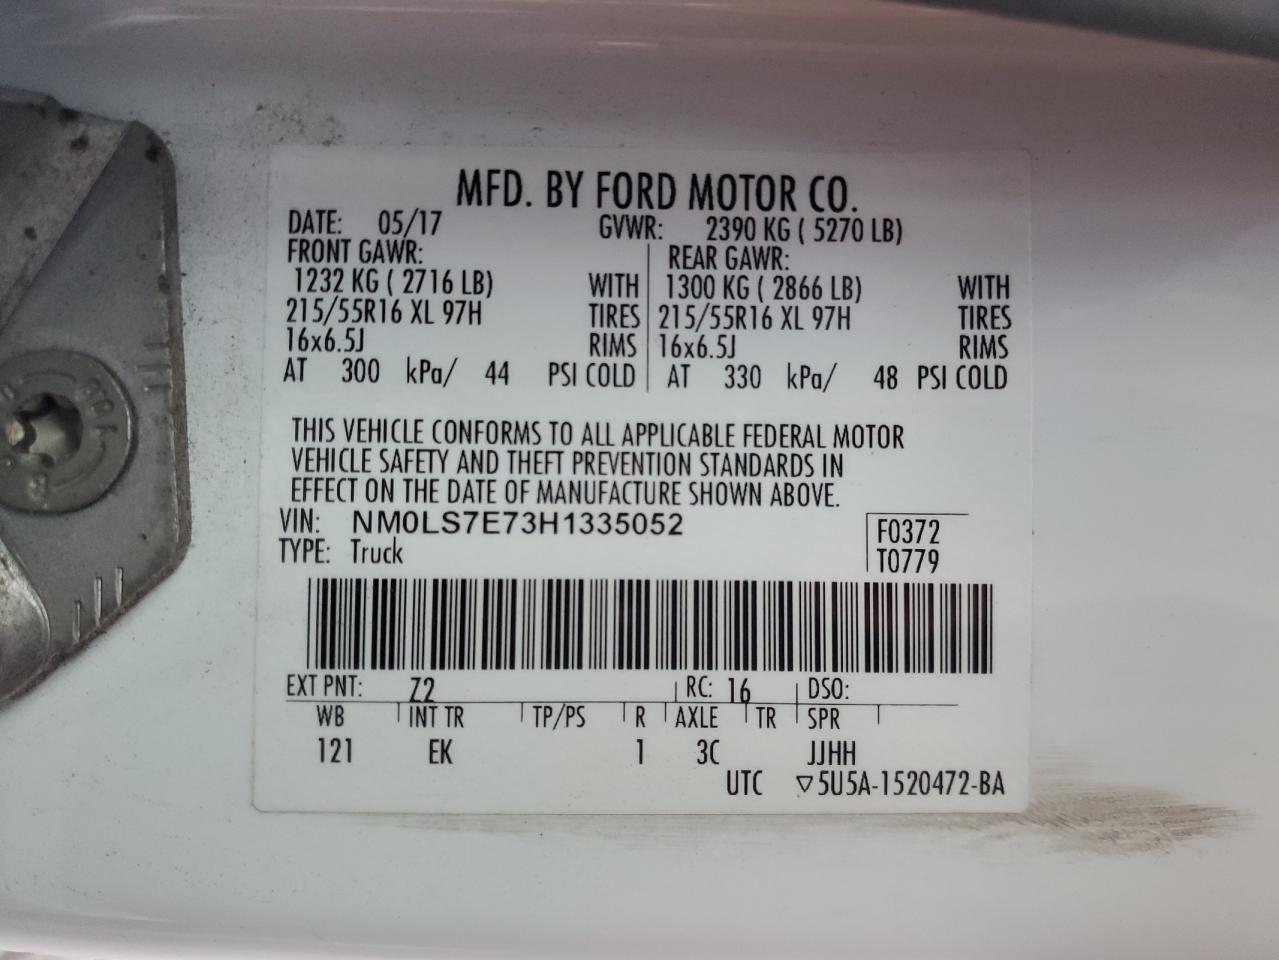 MFD. BY FORD MOTOR CO.
DATE: 05/17 GVWR: 2390 KG ( 5270 LB)
FRONT GAWR: REAR GAWR:
1232 KG ( 2716 LB) WITH 1300 KG ( 2866 LB) WITH
215/55R16 XL 97H TIRES 215/55R16 XL 97H TIRES
16x6.5J RIMS 16x6.5J RIMS
AT 300 kPa/ 44 PSI COLD AT 330 kPa/ 48 PSI COLD
THIS VEHICLE CONFORMS TO ALL APPLICABLE FEDERAL MOTOR
VEHICLE SAFETY AND THEFT PREVENTION STANDARDS IN
EFFECT ON THE DATE OF MANUFACTURE SHOWN ABOVE.
VIN: NM0LS7E73H1335052 F0372
TYPE: Truck T0779
EXT PNT: Z2 RC: 16 DSO:
WB INT TR TP/PS R AXLE TR SPR
121 EK 1 3C JJHH
UTC ▽5U5A-1520472-BA